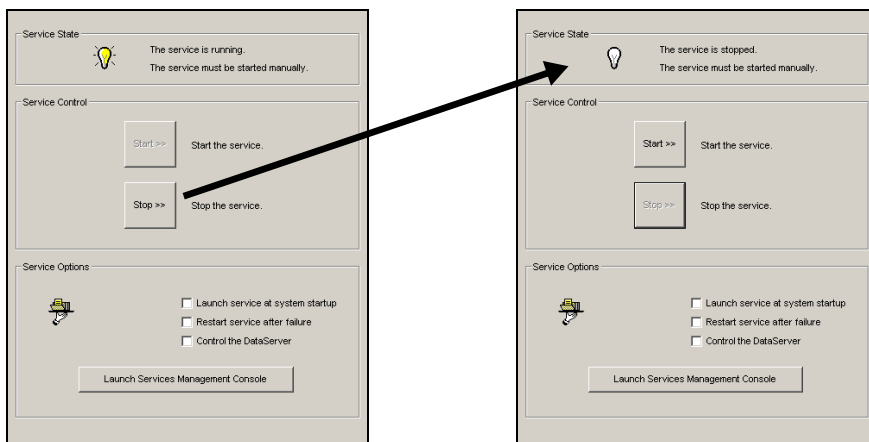 Service State
The service is running.
The service must be started manually.
Service Control
Start >>
Start the service.
Stop >>
Stop the service.
Service Options
Launch service at system startup
Restart service after failure
Control the DataServer
Launch Services Management Console
Service State
The service is stopped.
The service must be started manually.
Service Control
Start >>
Start the service.
Stop >>
Stop the service.
Service Options
Launch service at system startup
Restart service after failure
Control the DataServer
Launch Services Management Console